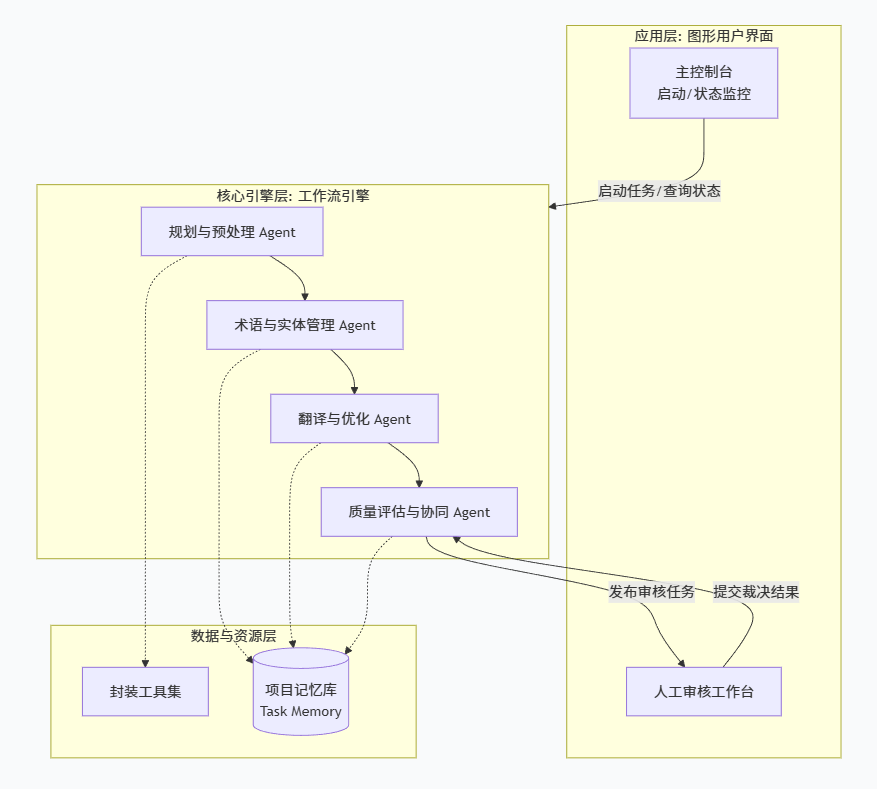 应用层: 图形用户界面
主控制台
启动/状态监控
启动任务/查询状态
核心引擎层: 工作流引擎
规划与预处理 Agent
术语与实体管理 Agent
翻译与优化 Agent
质量评估与协同 Agent
发布审核任务
提交裁决结果
数据与资源层
封装工具集
项目记忆库
Task Memory
人工审核工作台